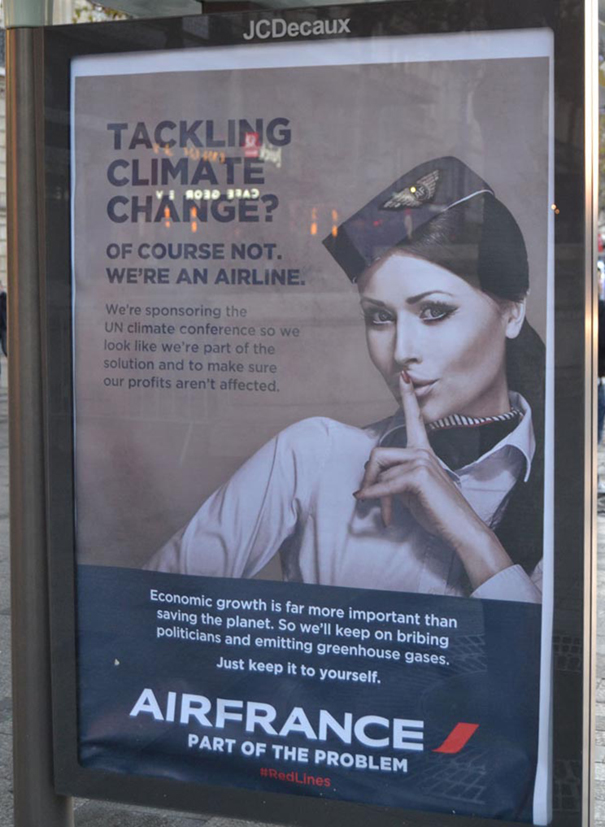 JCDecaux
TACKLING
CLIMATE
CHANGE?
OF COURSE NOT.
WE'RE AN AIRLINE.
We're sponsoring the
UN climate conference so we
look like we're part of the
solution and to make sure
our profits aren't affected.
Economic growth is far more important than
saving the planet. So we'll keep on bribing
politicians and emitting greenhouse gases.
Just keep it to yourself.
AIRFRANCE
PART OF THE PROBLEM
#RedLines